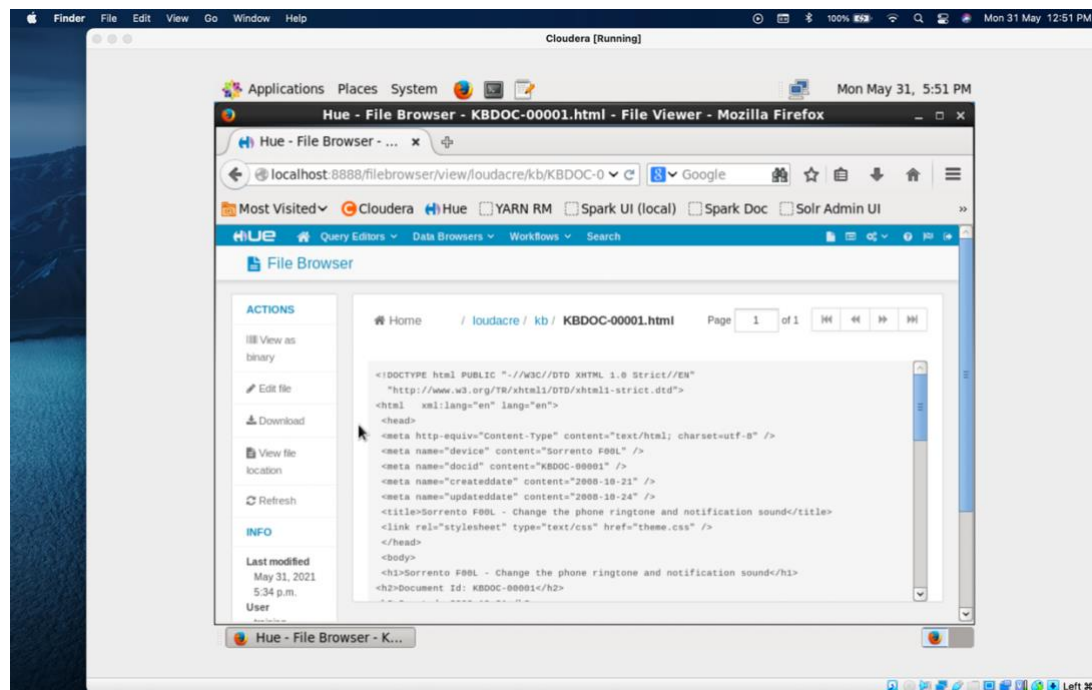 Finder File Edit View Go Window Help 100% Mon 31 May 12:51 PM
Cloudera [Running]
Applications Places System Mon May 31, 5:51 PM
Hue - File Browser - KBDOC-00001.html - File Viewer - Mozilla Firefox
Hue - File Browser - ...
localhost:8888/filebrowser/view/loudacre/kb/KBDOC-0 Google
Most Visited Cloudera Hue YARN RM Spark UI (local) Spark Doc Solr Admin UI »
HUE Query Editors Data Browsers Workflows Search
File Browser
ACTIONS
View as
binary
Edit file
Download
View file
location
Refresh
INFO
Last modified
May 31, 2021
5:34 p.m.
User
Home / loudacre / kb / KBDOC-00001.html Page 1 of 1
<!DOCTYPE html PUBLIC "-//W3C//DTD XHTML 1.0 Strict//EN"
"http://www.w3.org/TR/xhtml1/DTD/xhtml1-strict.dtd">
<html xml:lang="en" lang="en">
<head>
<meta http-equiv="Content-Type" content="text/html; charset=utf-8" />
<meta name="device" content="Sorrento F00L" />
<meta name="docid" content="KBDOC-00001" />
<meta name="createddate" content="2008-10-21" />
<meta name="updateddate" content="2008-10-24" />
<title>Sorrento F00L - Change the phone ringtone and notification sound</title>
<link rel="stylesheet" type="text/css" href="theme.css" />
</head>
<body>
<h1>Sorrento F00L - Change the phone ringtone and notification sound</h1>
<h2>Document Id: KBDOC-00001</h2>
Hue - File Browser - K...
Left ⌘